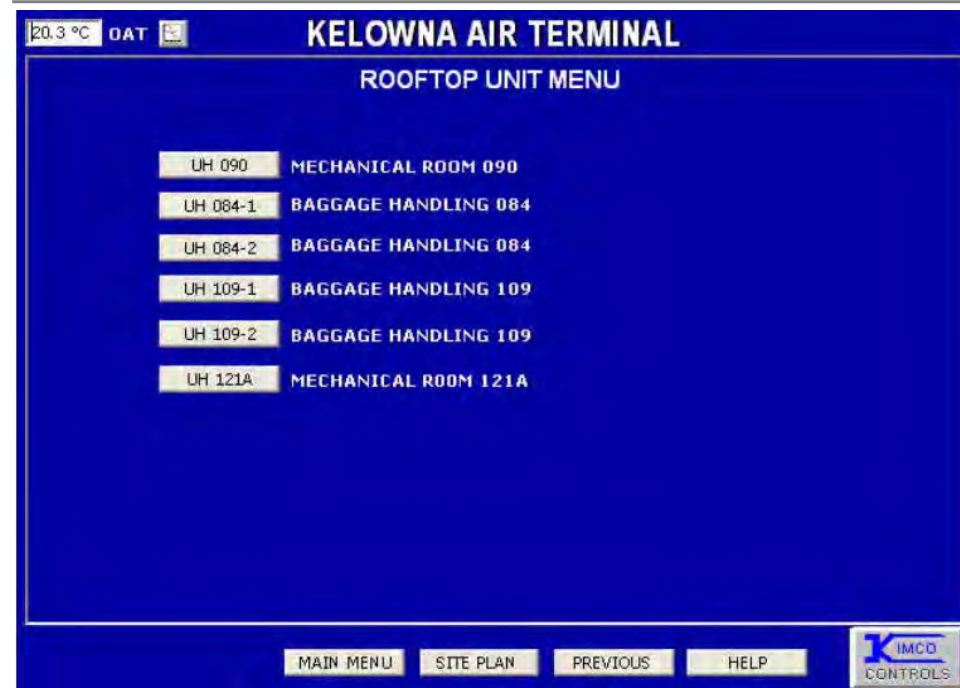 20.3 °C OAT KELOWNA AIR TERMINAL
ROOFTOP UNIT MENU
UH 090 MECHANICAL ROOM 090
UH 084-1 BAGGAGE HANDLING 084
UH 084-2 BAGGAGE HANDLING 084
UH 109-1 BAGGAGE HANDLING 109
UH 109-2 BAGGAGE HANDLING 109
UH 121A MECHANICAL ROOM 121A
MAIN MENU SITE PLAN PREVIOUS HELP
KIMCO
CONTROLS